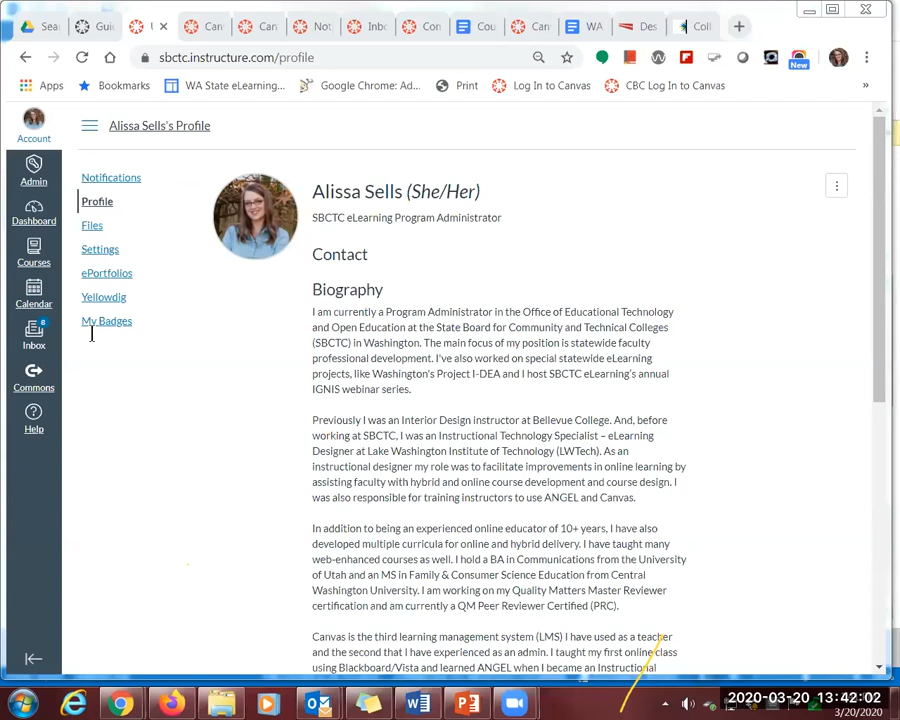 Sea
Gui
Can
Can
Not
Inb
Con
Cou
Can
WA
Des
Coll
sbctc.instructure.com/profile
New
Apps
Bookmarks
WA State eLearning...
Google Chrome: Ad...
Print
Log In to Canvas
CBC Log In to Canvas
»
Account
Alissa Sells's Profile
Admin
Dashboard
Courses
Calendar
6
Inbox
Commons
Help
Notifications
Profile
Files
Settings
ePortfolios
Yellowdig
My Badges
Alissa Sells (She/Her)
SBCTC eLearning Program Administrator
Contact
Biography
I am currently a Program Administrator in the Office of Educational Technology
and Open Education at the State Board for Community and Technical Colleges
(SBCTC) in Washington. The main focus of my position is statewide faculty
professional development. I've also worked on special statewide eLearning
projects, like Washington's Project I-DEA and I host SBCTC eLearning's annual
IGNIS webinar series.
Previously I was an Interior Design instructor at Bellevue College. And, before
working at SBCTC, I was an Instructional Technology Specialist – eLearning
Designer at Lake Washington Institute of Technology (LWTech). As an
instructional designer my role was to facilitate improvements in online learning by
assisting faculty with hybrid and online course development and course design. I
was also responsible for training instructors to use ANGEL and Canvas.
In addition to being an experienced online educator of 10+ years, I have also
developed multiple curricula for online and hybrid delivery. I have taught many
web-enhanced courses as well. I hold a BA in Communications from the University
of Utah and an MS in Family & Consumer Science Education from Central
Washington University. I am working on my Quality Matters Master Reviewer
certification and am currently a QM Peer Reviewer Certified (PRC).
Canvas is the third learning management system (LMS) I have used as a teacher
and the second that I have experienced as an admin. I taught my first online class
using Blackboard/Vista and learned ANGEL when I became an Instructional
2020-03-20 13:42:02
3/20/2020